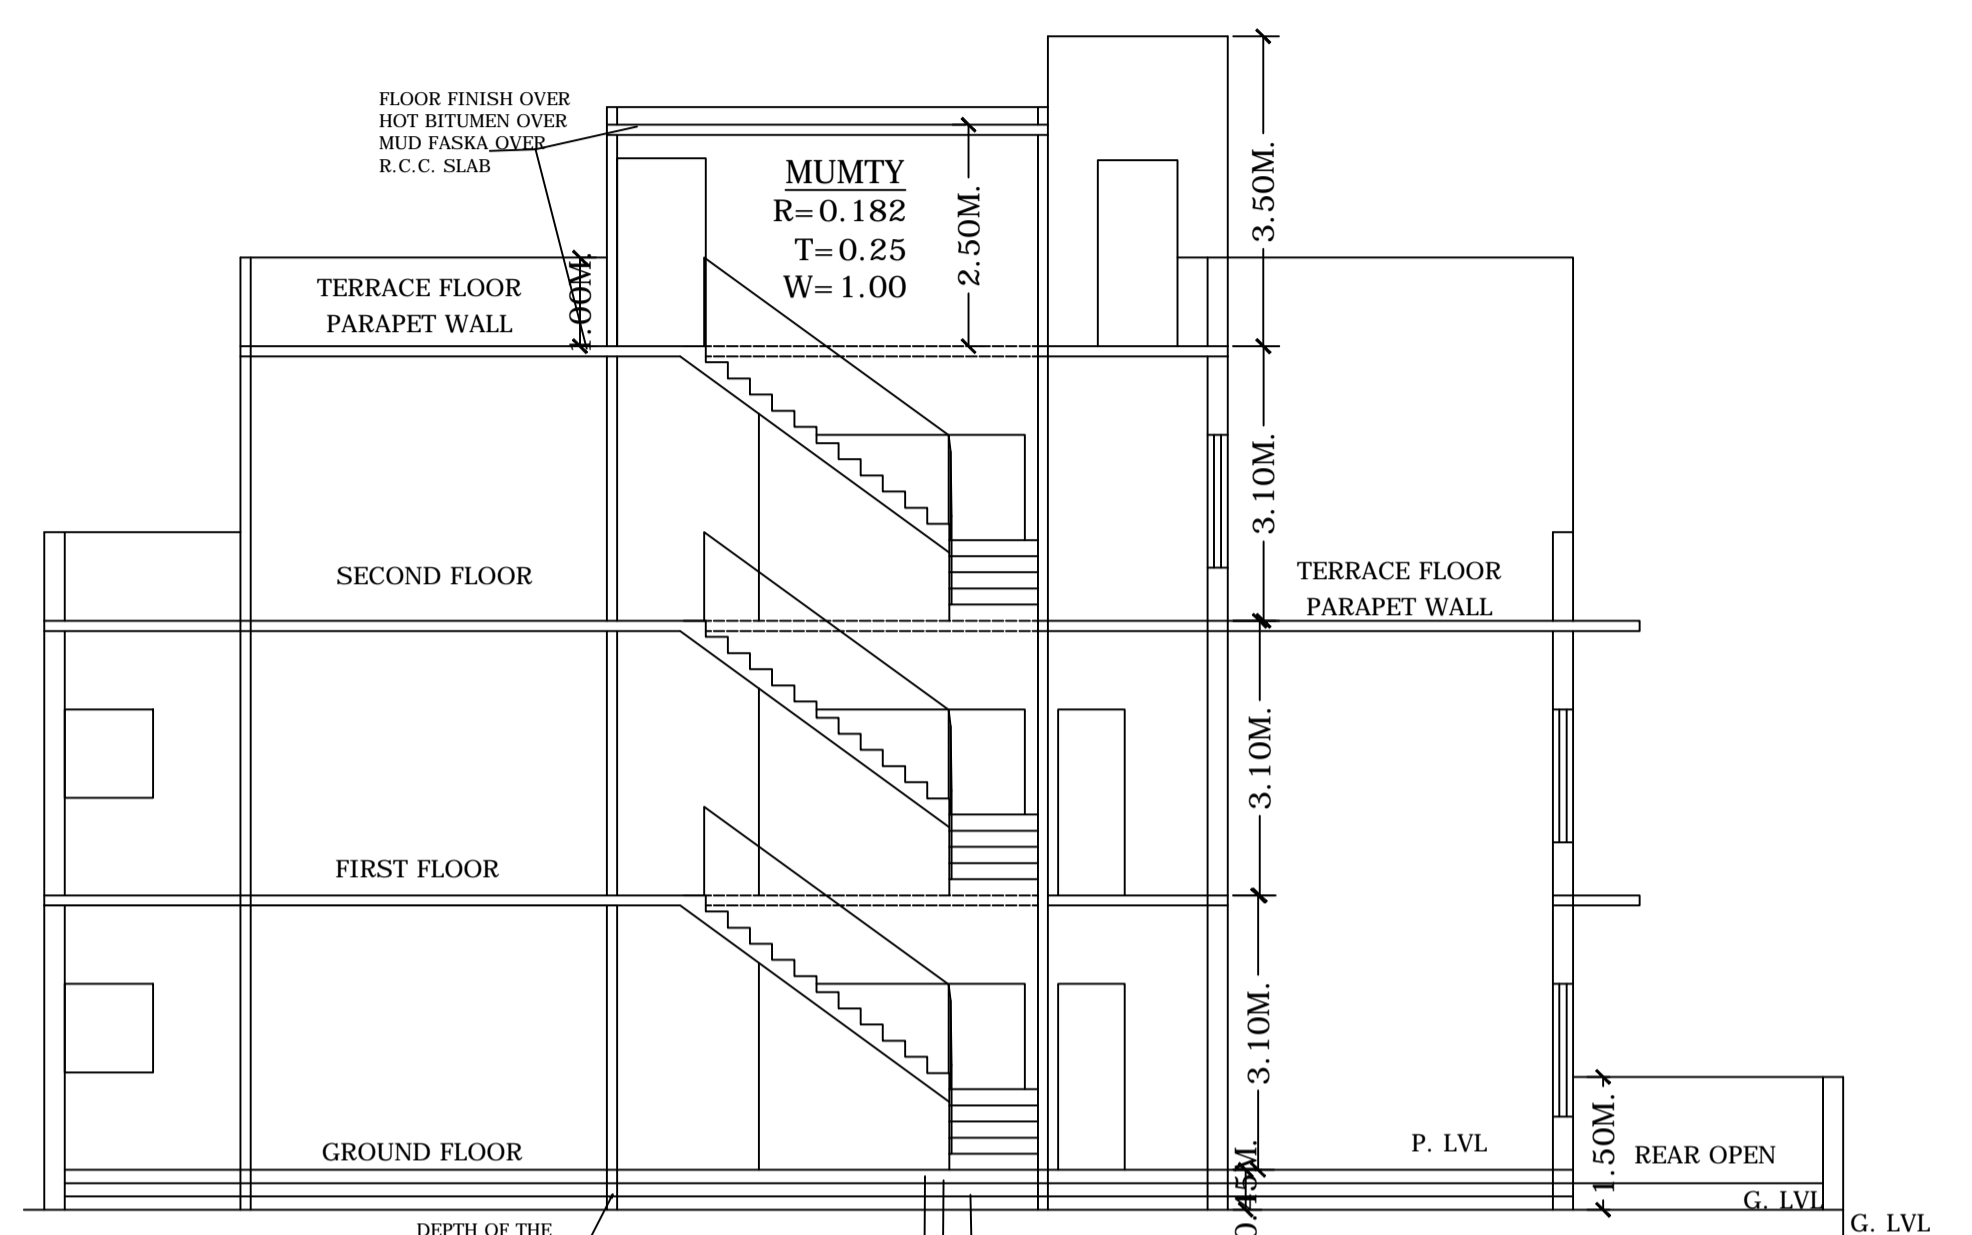 FLOOR FINISH OVER
HOT BITUMEN OVER
MUD FASKA OVER
R.C.C. SLAB
MUMTY
R=0.182
T=0.25
W=1.00
2.50M.
3.50M.
TERRACE FLOOR
PARAPET WALL
1.00M.
3.10M.
SECOND FLOOR
TERRACE FLOOR
PARAPET WALL
3.10M.
FIRST FLOOR
3.10M.
GROUND FLOOR
P. LVL
1.50M.
REAR OPEN
0.45M.
G. LVL
G. LVL
DEPTH OF THE